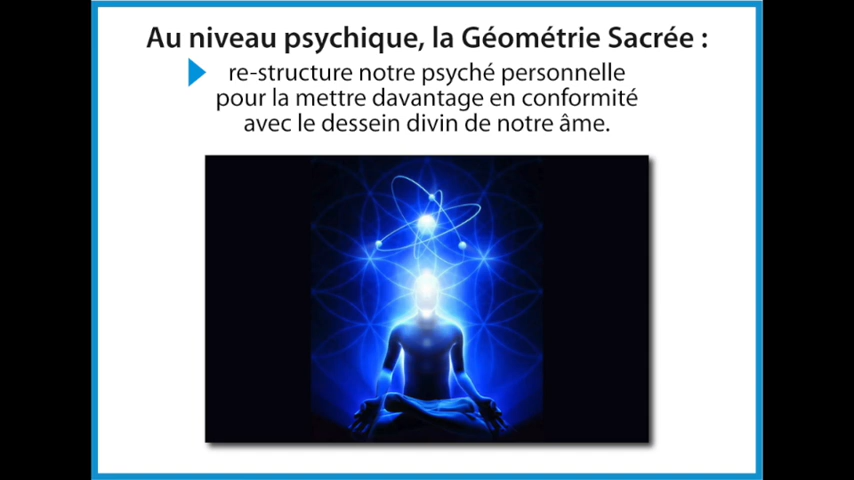 Au niveau psychique, la Géométrie Sacrée :
re-structure notre psyché personnelle
pour la mettre davantage en conformité
avec le dessein divin de notre âme.